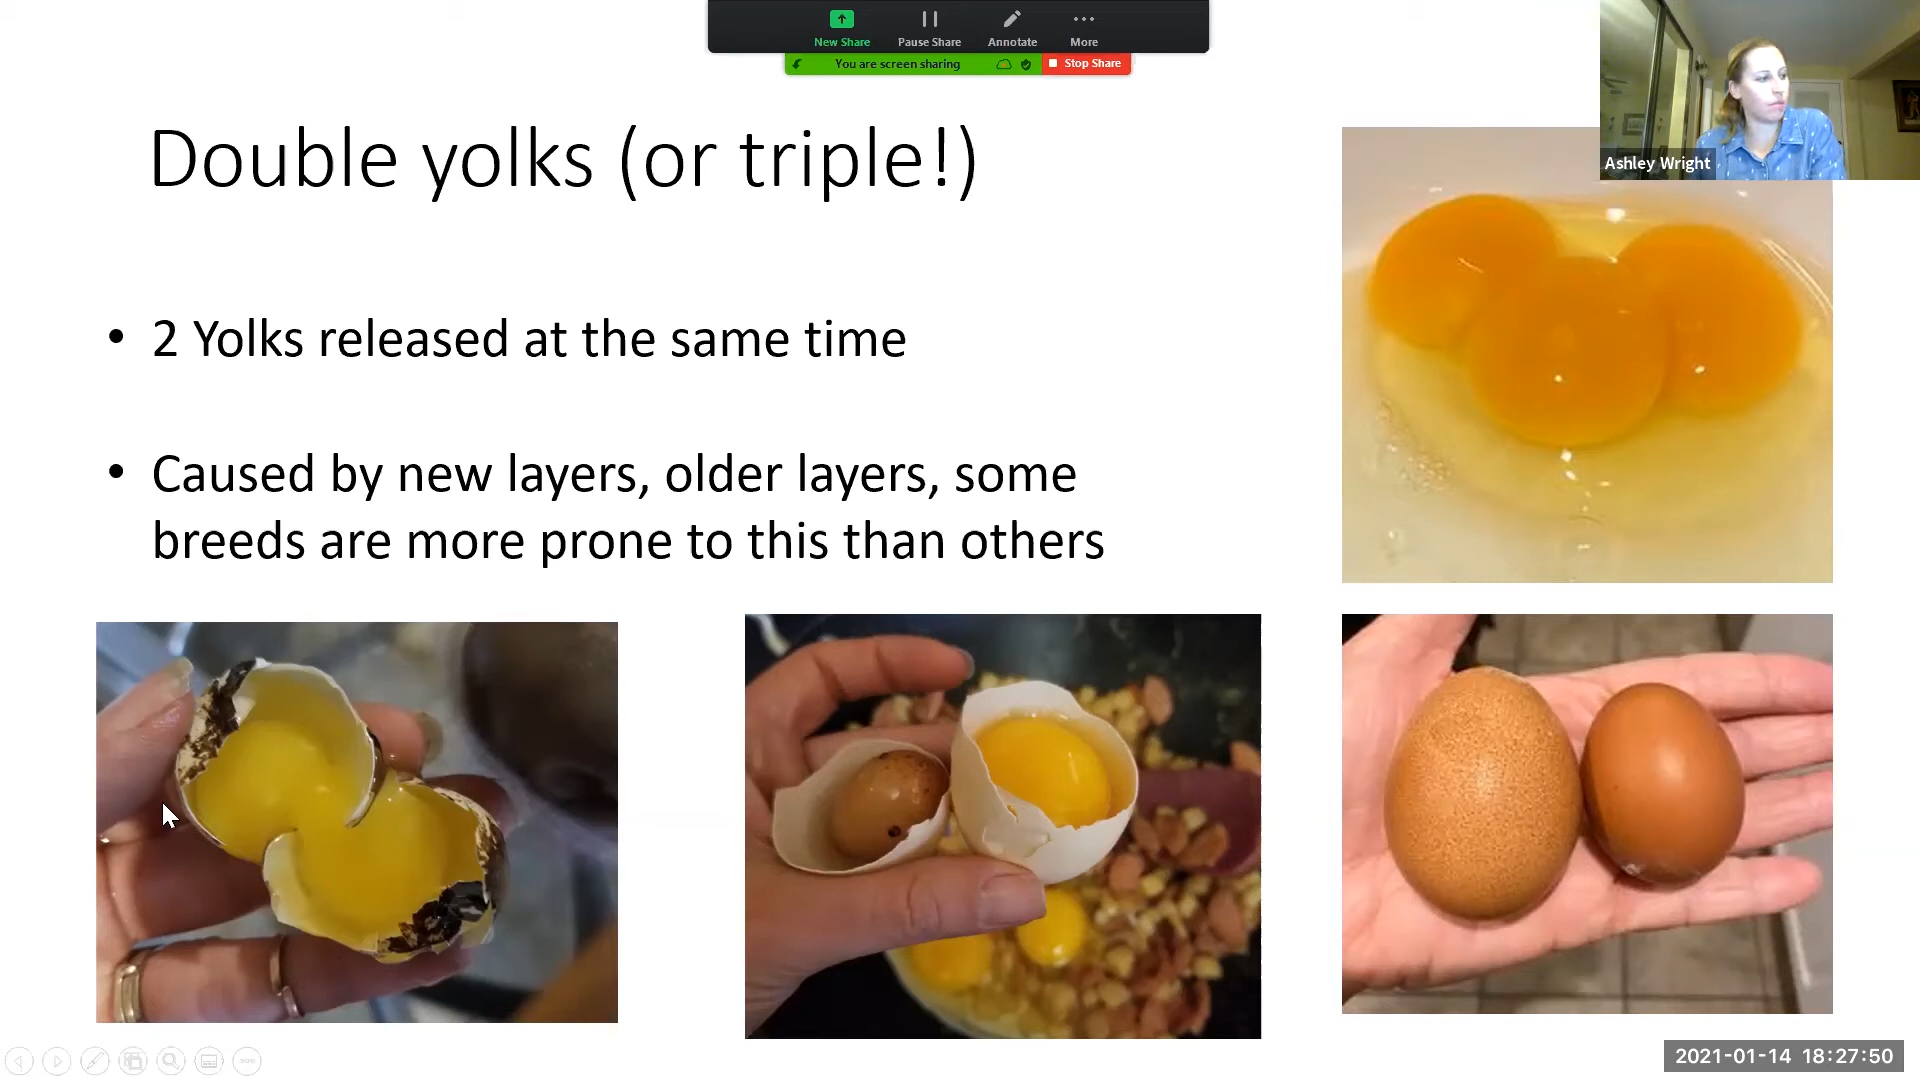 New Share
Pause Share
Annotate
More
You are screen sharing
Stop Share
Ashley Wright
Double yolks (or triple!)
• 2 Yolks released at the same time
• Caused by new layers, older layers, some
breeds are more prone to this than others
2021-01-14 18:27:50